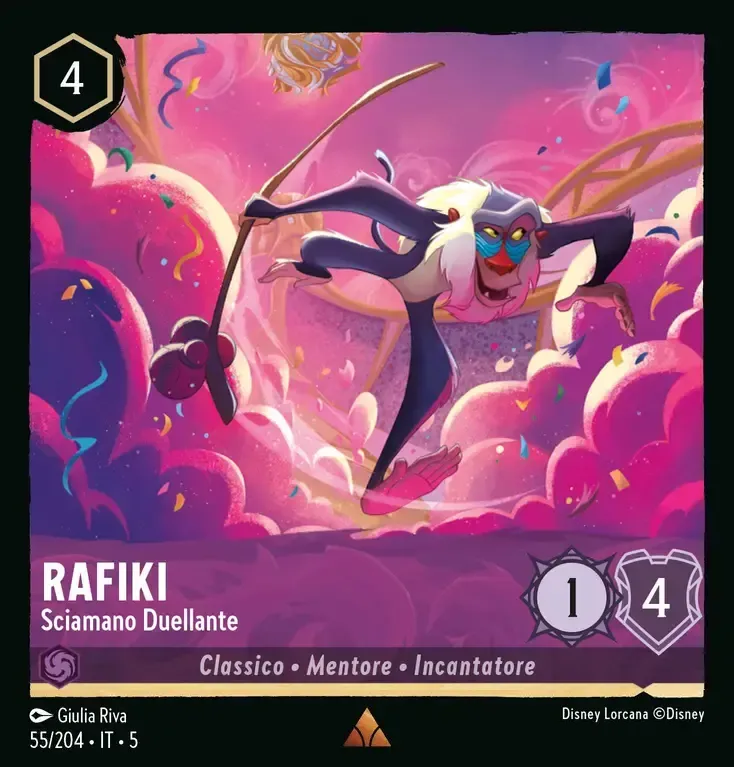 4
RAFIKI
Sciamano Duellante
1
4
Classico • Mentore • Incantatore
Giulia Riva
Disney Lorcana ©Disney
55/204 • IT • 5